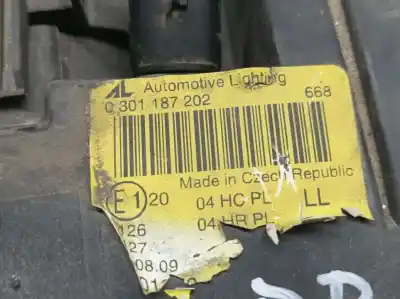 AL Automotive Lighting
0 301 187 202 668
Made in Czech Republic
E1 20 04 HC PL LL
126 04 HR PL
27
08.09